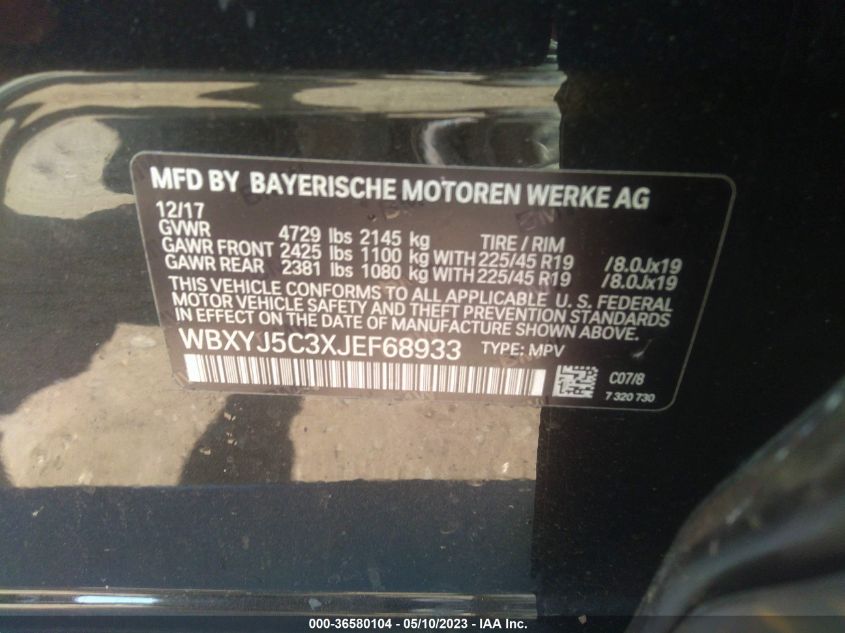 MFD BY BAYERISCHE MOTOREN WERKE AG
12/17
GVWR 4729 lbs 2145 kg TIRE / RIM
GAWR FRONT 2425 lbs 1100 kg WITH 225/45 R19 /8.0Jx19
GAWR REAR 2381 lbs 1080 kg WITH 225/45 R19 /8.0Jx19
THIS VEHICLE CONFORMS TO ALL APPLICABLE U. S. FEDERAL
MOTOR VEHICLE SAFETY AND THEFT PREVENTION STANDARDS
IN EFFECT ON THE DATE OF MANUFACTURE SHOWN ABOVE.
WBXYJ5C3XJEF68933 TYPE: MPV
C07/8
7 320 730
000-36580104 - 05/10/2023 - IAA Inc.